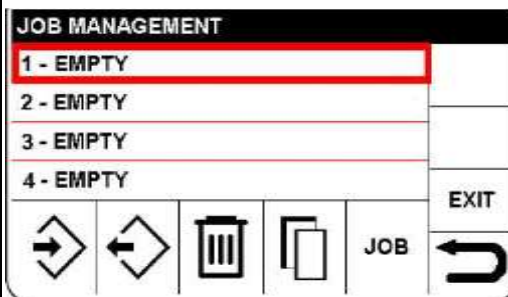 JOB MANAGEMENT
1 - EMPTY
2 - EMPTY
3 - EMPTY
4 - EMPTY
EXIT
JOB